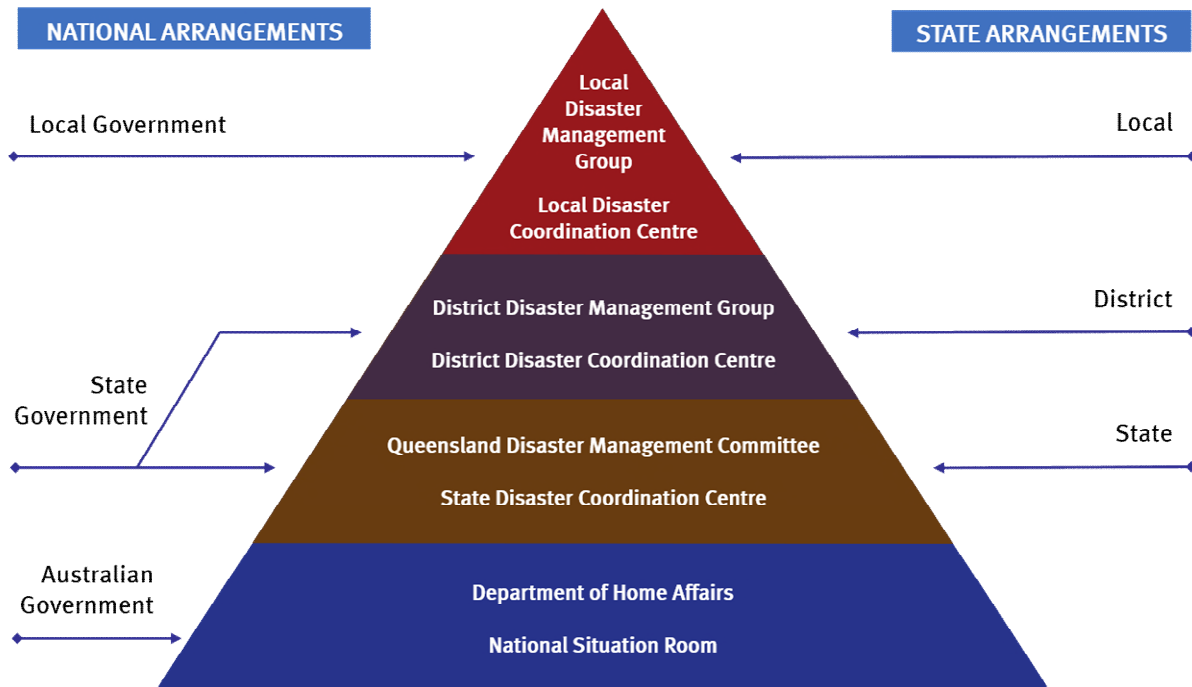 NATIONAL ARRANGEMENTS
STATE ARRANGEMENTS
Local
Disaster
Management
Group
Local Disaster
Coordination Centre
Local Government
Local
District Disaster Management Group
District Disaster Coordination Centre
District
State
Government
Queensland Disaster Management Committee
State Disaster Coordination Centre
State
Australian
Government
Department of Home Affairs
National Situation Room